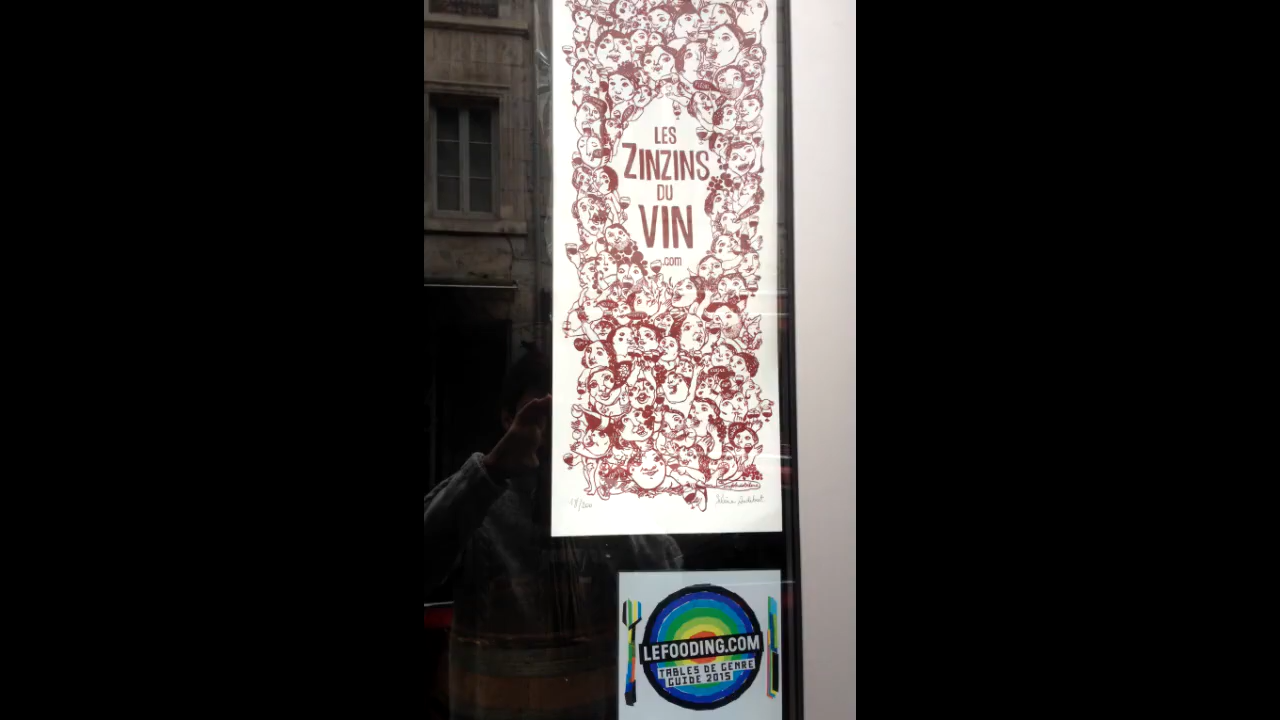 LES
ZINZINS
DU
VIN
.com
LEFOODING.COM
TABLES DE GENRE
GUIDE 2015